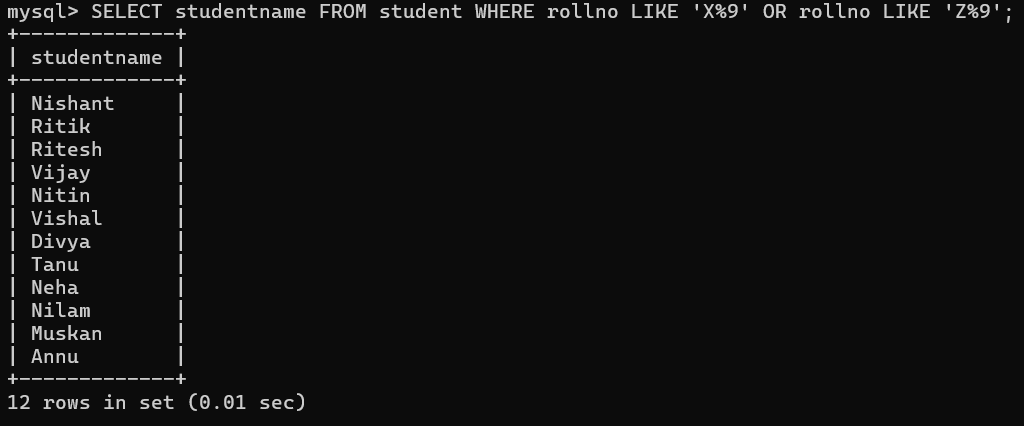 mysql> SELECT studentname FROM student WHERE rollno LIKE 'X%9' OR rollno LIKE 'Z%9';
+-------------+
| studentname |
+-------------+
| Nishant     |
| Ritik       |
| Ritesh      |
| Vijay       |
| Nitin       |
| Vishal      |
| Divya       |
| Tanu        |
| Neha        |
| Nilam       |
| Muskan      |
| Annu        |
+-------------+
12 rows in set (0.01 sec)